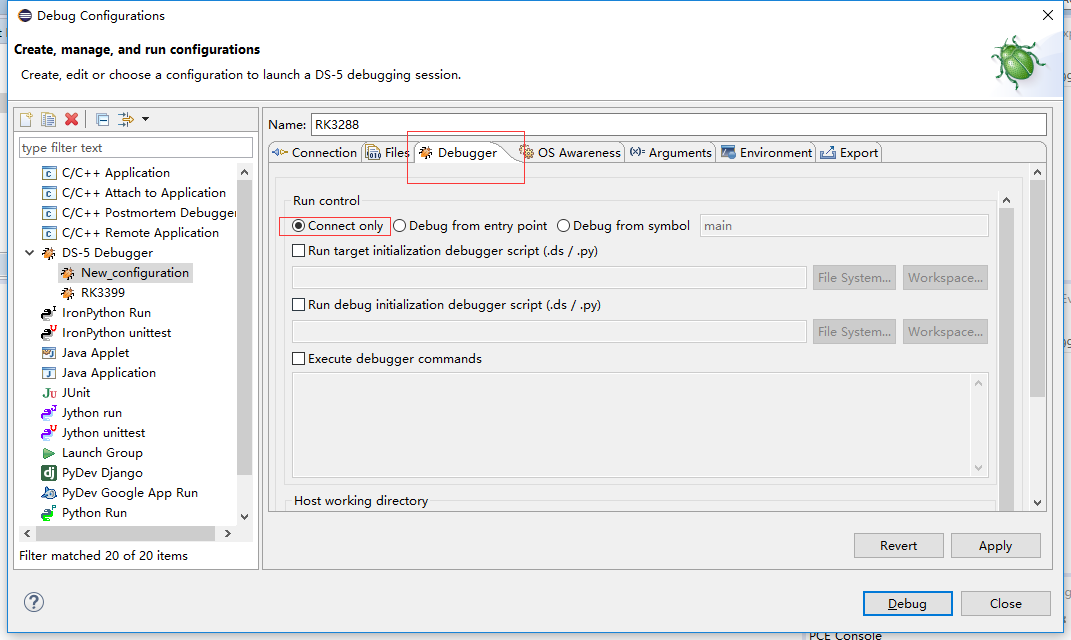 Debug Configurations
Create, manage, and run configurations
Create, edit or choose a configuration to launch a DS-5 debugging session.
type filter text
C/C++ Application
C/C++ Attach to Application
C/C++ Postmortem Debugger
C/C++ Remote Application
DS-5 Debugger
New_configuration
RK3399
IronPython Run
IronPython unittest
Java Applet
Java Application
JUnit
Jython run
Jython unittest
Launch Group
PyDev Django
PyDev Google App Run
Python Run
Filter matched 20 of 20 items
Name: RK3288
Connection Files Debugger OS Awareness Arguments Environment Export
Run control
Connect only Debug from entry point Debug from symbol main
Run target initialization debugger script (.ds / .py)
File System... Workspace...
Run debug initialization debugger script (.ds / .py)
File System... Workspace...
Execute debugger commands
Host working directory
Revert Apply
Debug Close
PCE Console